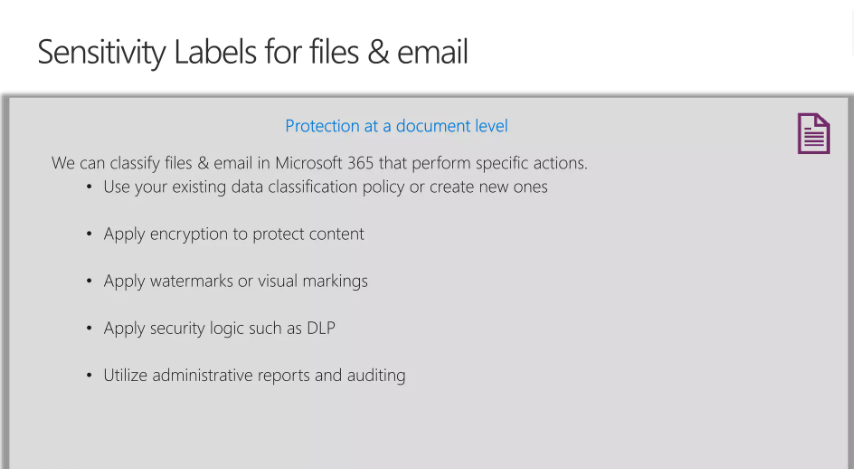 Sensitivity Labels for files & email
Protection at a document level
We can classify files & email in Microsoft 365 that perform specific actions.
• Use your existing data classification policy or create new ones
• Apply encryption to protect content
• Apply watermarks or visual markings
• Apply security logic such as DLP
• Utilize administrative reports and auditing